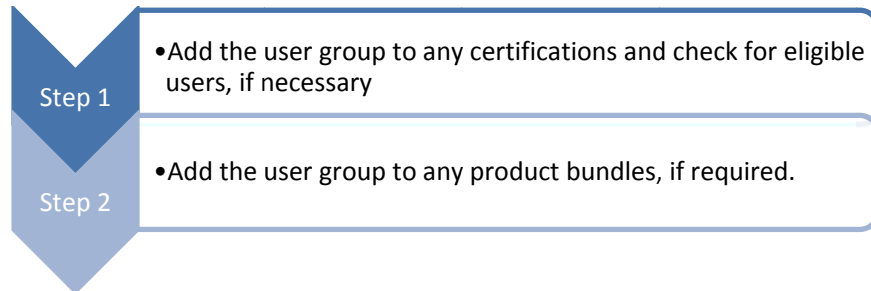 Step 1
•Add the user group to any certifications and check for eligible
users, if necessary
Step 2
•Add the user group to any product bundles, if required.